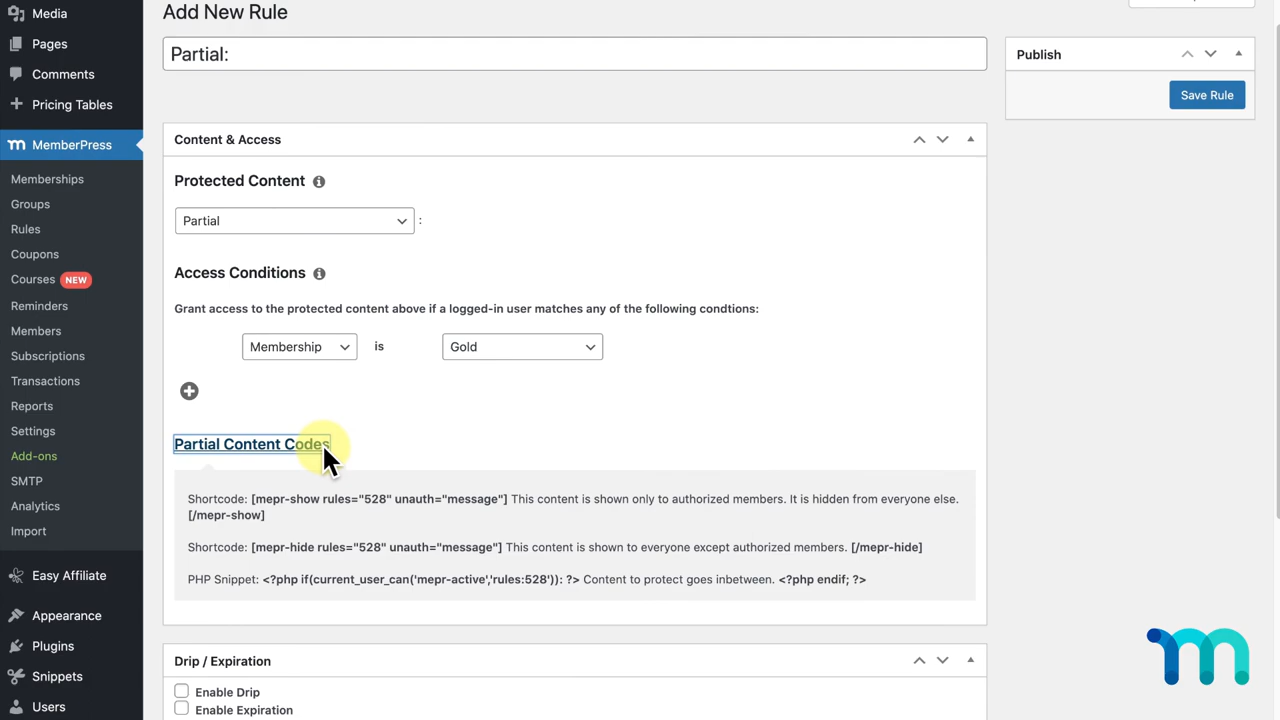 Media
Pages
Comments
Pricing Tables
MemberPress
Memberships
Groups
Rules
Coupons
Courses NEW
Reminders
Members
Subscriptions
Transactions
Reports
Settings
Add-ons
SMTP
Analytics
Import
Easy Affiliate
Appearance
Plugins
Snippets
Users
Add New Rule
Partial:
Content & Access
Protected Content
Partial :
Access Conditions
Grant access to the protected content above if a logged-in user matches any of the following condtions:
Membership is Gold
Partial Content Codes
Shortcode: [mepr-show rules="528" unauth="message"] This content is shown only to authorized members. It is hidden from everyone else.
[/mepr-show]
Shortcode: [mepr-hide rules="528" unauth="message"] This content is shown to everyone except authorized members. [/mepr-hide]
PHP Snippet: <?php if(current_user_can('mepr-active','rules:528')): ?> Content to protect goes inbetween. <?php endif; ?>
Drip / Expiration
Enable Drip
Enable Expiration
Publish
Save Rule